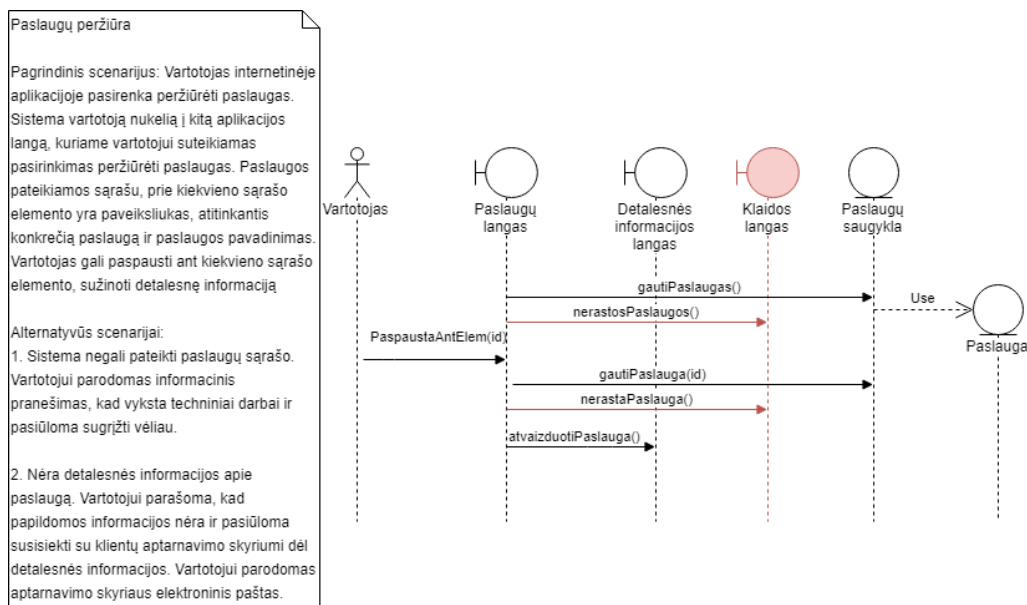 Paslaugų peržiūra
Pagrindinis scenarijus: Vartotojas internetinėje
aplikacijoje pasirenka peržiūrėti paslaugas.
Sistema vartotoją nukelią į kitą aplikacijos
langą, kuriame vartotojui suteikiamas
pasirinkimas peržiūrėti paslaugas. Paslaugos
pateikiamos sąrašu, prie kiekvieno sąrašo
elemento yra paveiksliukas, atitinkantis
konkrečią paslaugą ir paslaugos pavadinimas.
Vartotojas gali paspausti ant kiekvieno sąrašo
elemento, sužinoti detalesnę informaciją
Alternatyvūs scenarijai:
1. Sistema negali pateikti paslaugų sąrašo.
Vartotojui parodomas informacinis
pranešimas, kad vyksta techniniai darbai ir
pasiūloma sugrįžti vėliau.
2. Nėra detalesnės informacijos apie
paslaugą. Vartotojui parašoma, kad
papildomos informacijos nėra ir pasiūloma
susisiekti su klientų aptarnavimo skyriumi dėl
detalesnės informacijos. Vartotojui parodomas
aptarnavimo skyriaus elektroninis paštas.
Vartotojas
Paslaugų
langas
Detalesnės
informacijos
langas
Klaidos
langas
Paslaugų
saugykla
gautiPaslaugas()
Use
nerastosPaslaugos()
PaspaustaAntElem(id)
Paslauga
gautiPaslauga(id)
nerastaPaslauga()
atvaizduotiPaslauga()